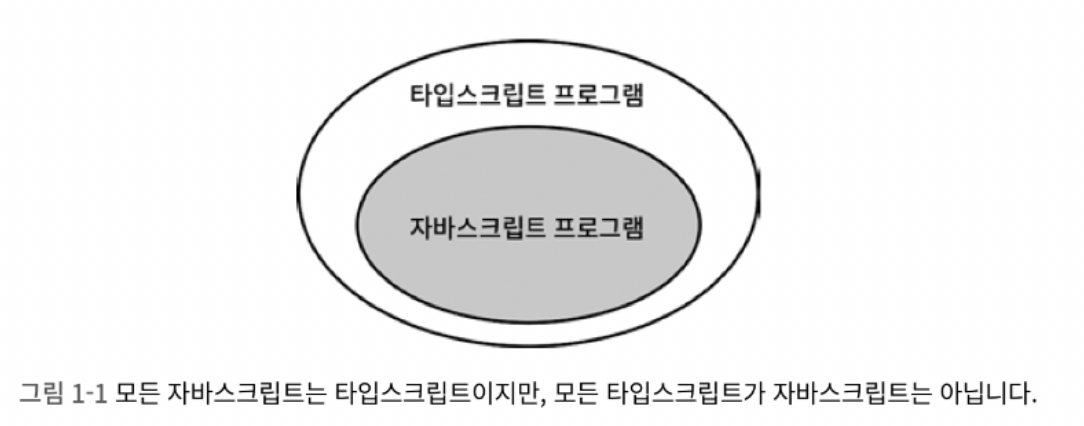 타입스크립트 프로그램
자바스크립트 프로그램
그림 1-1 모든 자바스크립트는 타입스크립트이지만, 모든 타입스크립트가 자바스크립트는 아닙니다.